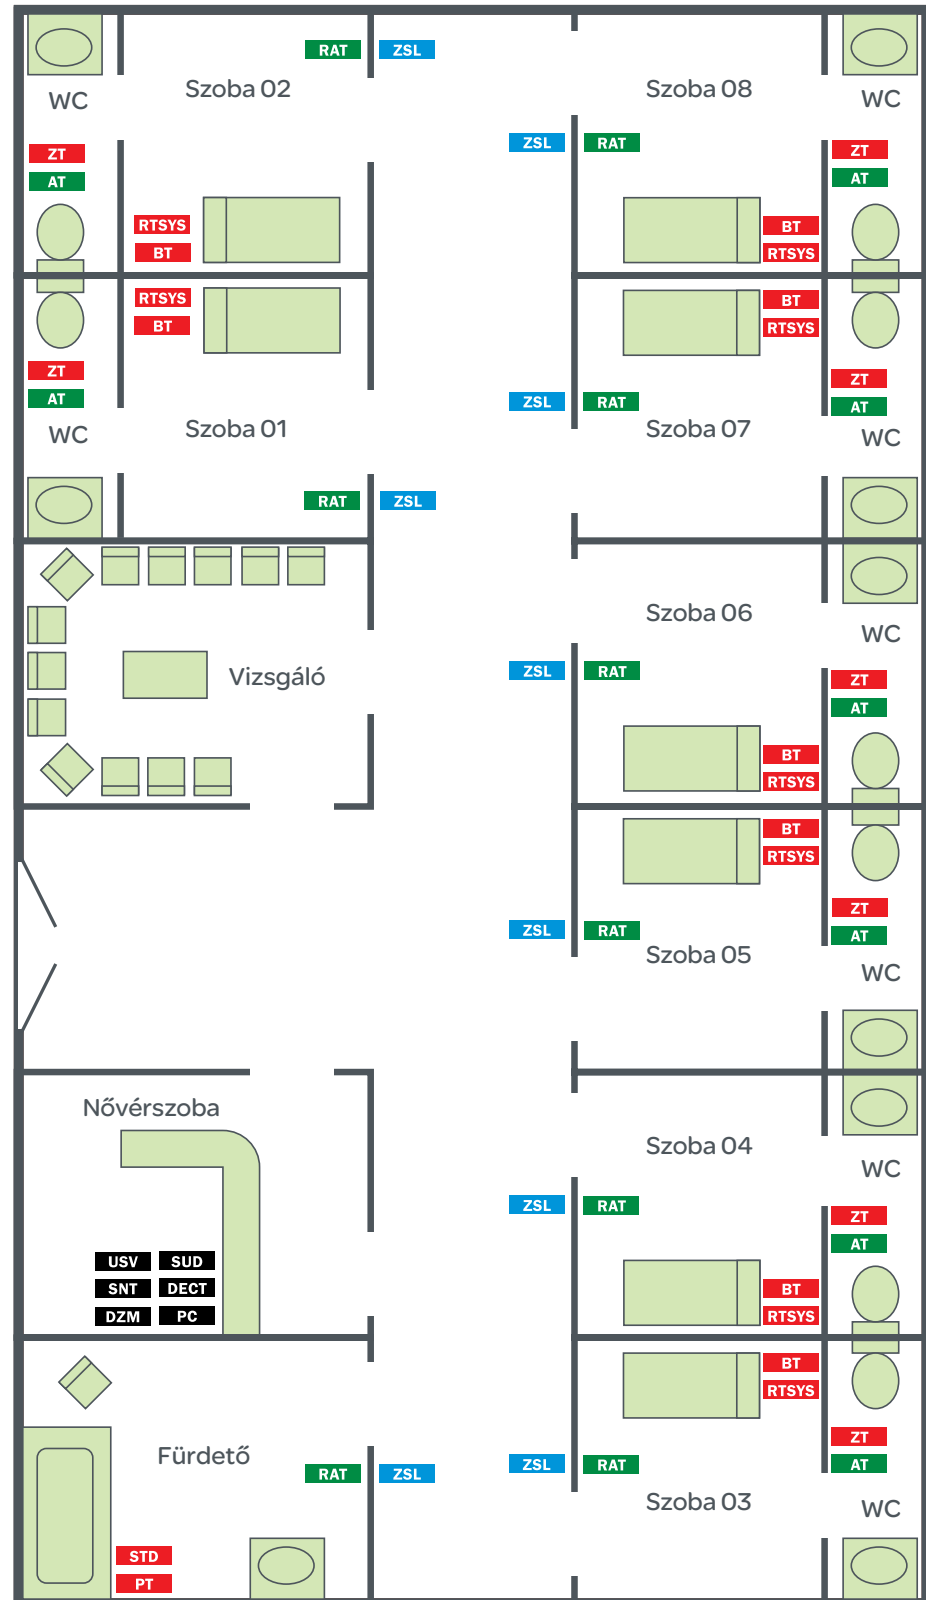 RAT ZSL
Szoba 02
WC
ZT
AT
RTSYS
BT
RTSYS
BT
ZT
AT
WC
Szoba 01
RAT ZSL
Szoba 08
WC
ZSL RAT
ZT
AT
BT
RTSYS
BT
RTSYS
ZT
AT
ZSL RAT
Szoba 07
WC
Vizsgáló
Szoba 06
WC
ZSL RAT
ZT
AT
BT
RTSYS
BT
RTSYS
ZT
AT
ZSL RAT
Szoba 05
WC
Nővérszoba
USV SUD
SNT DECT
DZM PC
Szoba 04
WC
ZSL RAT
ZT
AT
BT
RTSYS
BT
RTSYS
ZT
AT
ZSL RAT
Szoba 03
WC
Fürdető
RAT ZSL
STD
PT